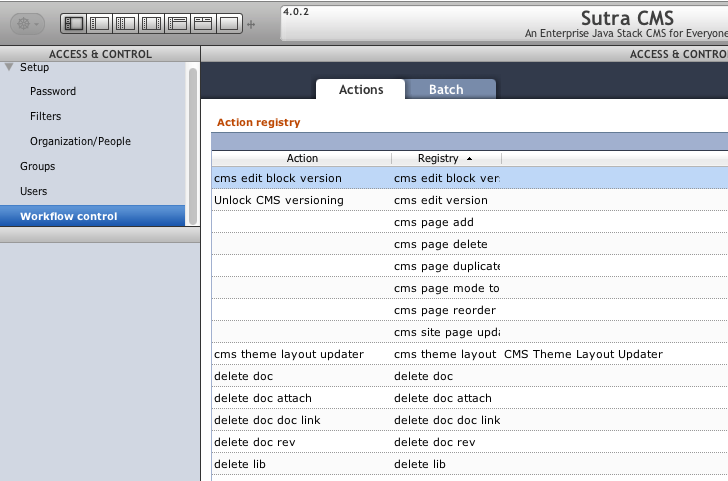 4.0.2
Sutra CMS
An Enterprise Java Stack CMS for Everyone
ACCESS & CONTROL
ACCESS & CONTRO
Setup
Password
Filters
Organization/People
Groups
Users
Workflow control
Actions Batch
Action registry
Action Registry
cms edit block version cms edit block ver
Unlock CMS versioning cms edit version
cms page add
cms page delete
cms page duplicate
cms page mode to
cms page reorder
cms site page upda
cms theme layout updater cms theme layout CMS Theme Layout Updater
delete doc delete doc
delete doc attach delete doc attach
delete doc doc link delete doc doc link
delete doc rev delete doc rev
delete lib delete lib